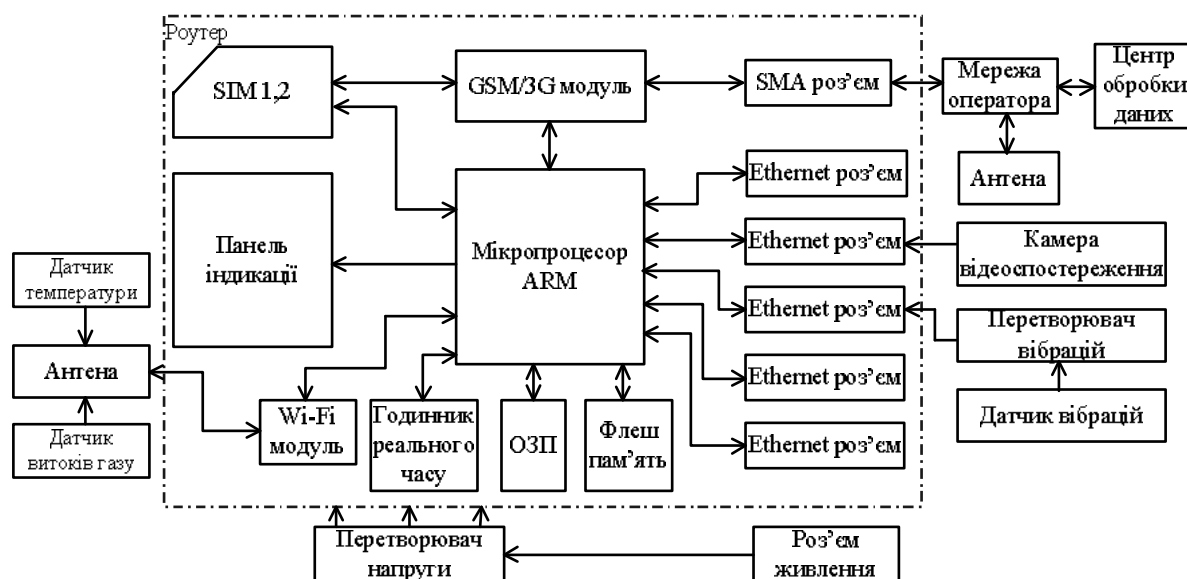 Роутер
SIM 1,2
GSM/3G модуль
SMA роз’єм
Мережа
оператора
Центр
обробки
даних
Антена
Ethernet роз’єм
Панель
індикації
Мікропроцесор
ARM
Ethernet роз’єм
Камера
відеоспостереження
Датчик
температури
Ethernet роз’єм
Перетворювач
вібрацій
Антена
Ethernet роз’єм
Датчик вібрацій
Датчик
витоків газу
Wi-Fi
модуль
Годинник
реального
часу
ОЗП
Флеш
пам’ять
Ethernet роз’єм
Перетворювач
напруги
Роз’єм
живлення